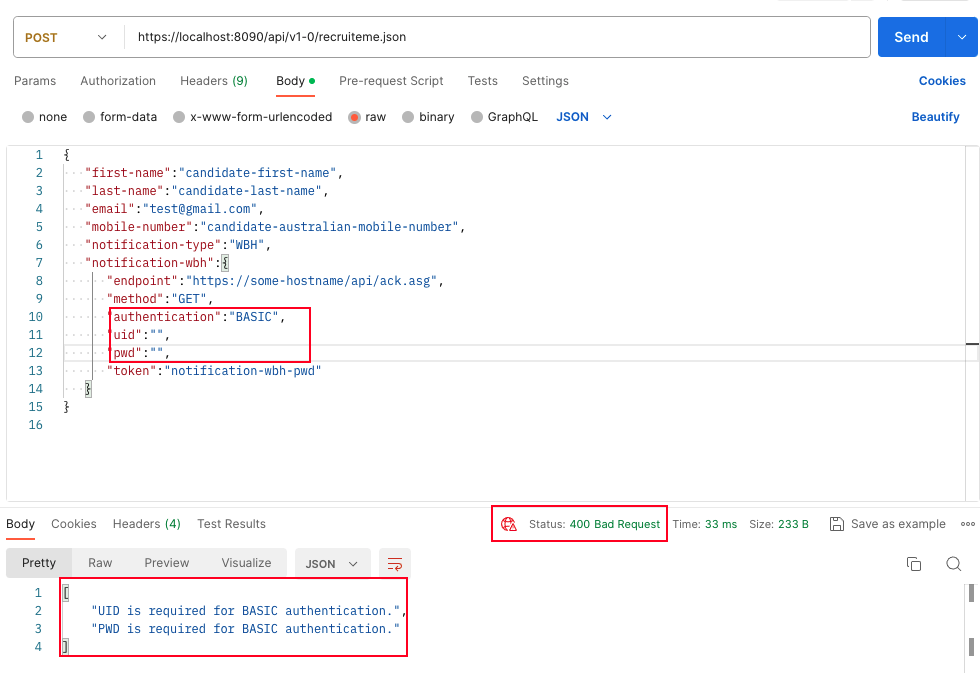 POST https://localhost:8090/api/v1-0/recruiteme.json Send
Params Authorization Headers (9) Body Pre-request Script Tests Settings Cookies
none form-data x-www-form-urlencoded raw binary GraphQL JSON Beautify
1 {
2 "first-name":"candidate-first-name",
3 "last-name":"candidate-last-name",
4 "email":"test@gmail.com",
5 "mobile-number":"candidate-australian-mobile-number",
6 "notification-type":"WBH",
7 "notification-wbh":{
8 "endpoint":"https://some-hostname/api/ack.asg",
9 "method":"GET",
10 "authentication":"BASIC",
11 "uid":"",
12 "pwd":"",
13 "token":"notification-wbh-pwd"
14 }
15 }
16
Body Cookies Headers (4) Test Results Status: 400 Bad Request Time: 33 ms Size: 233 B Save as example
Pretty Raw Preview Visualize JSON
1 [
2 "UID is required for BASIC authentication.",
3 "PWD is required for BASIC authentication."
4 ]